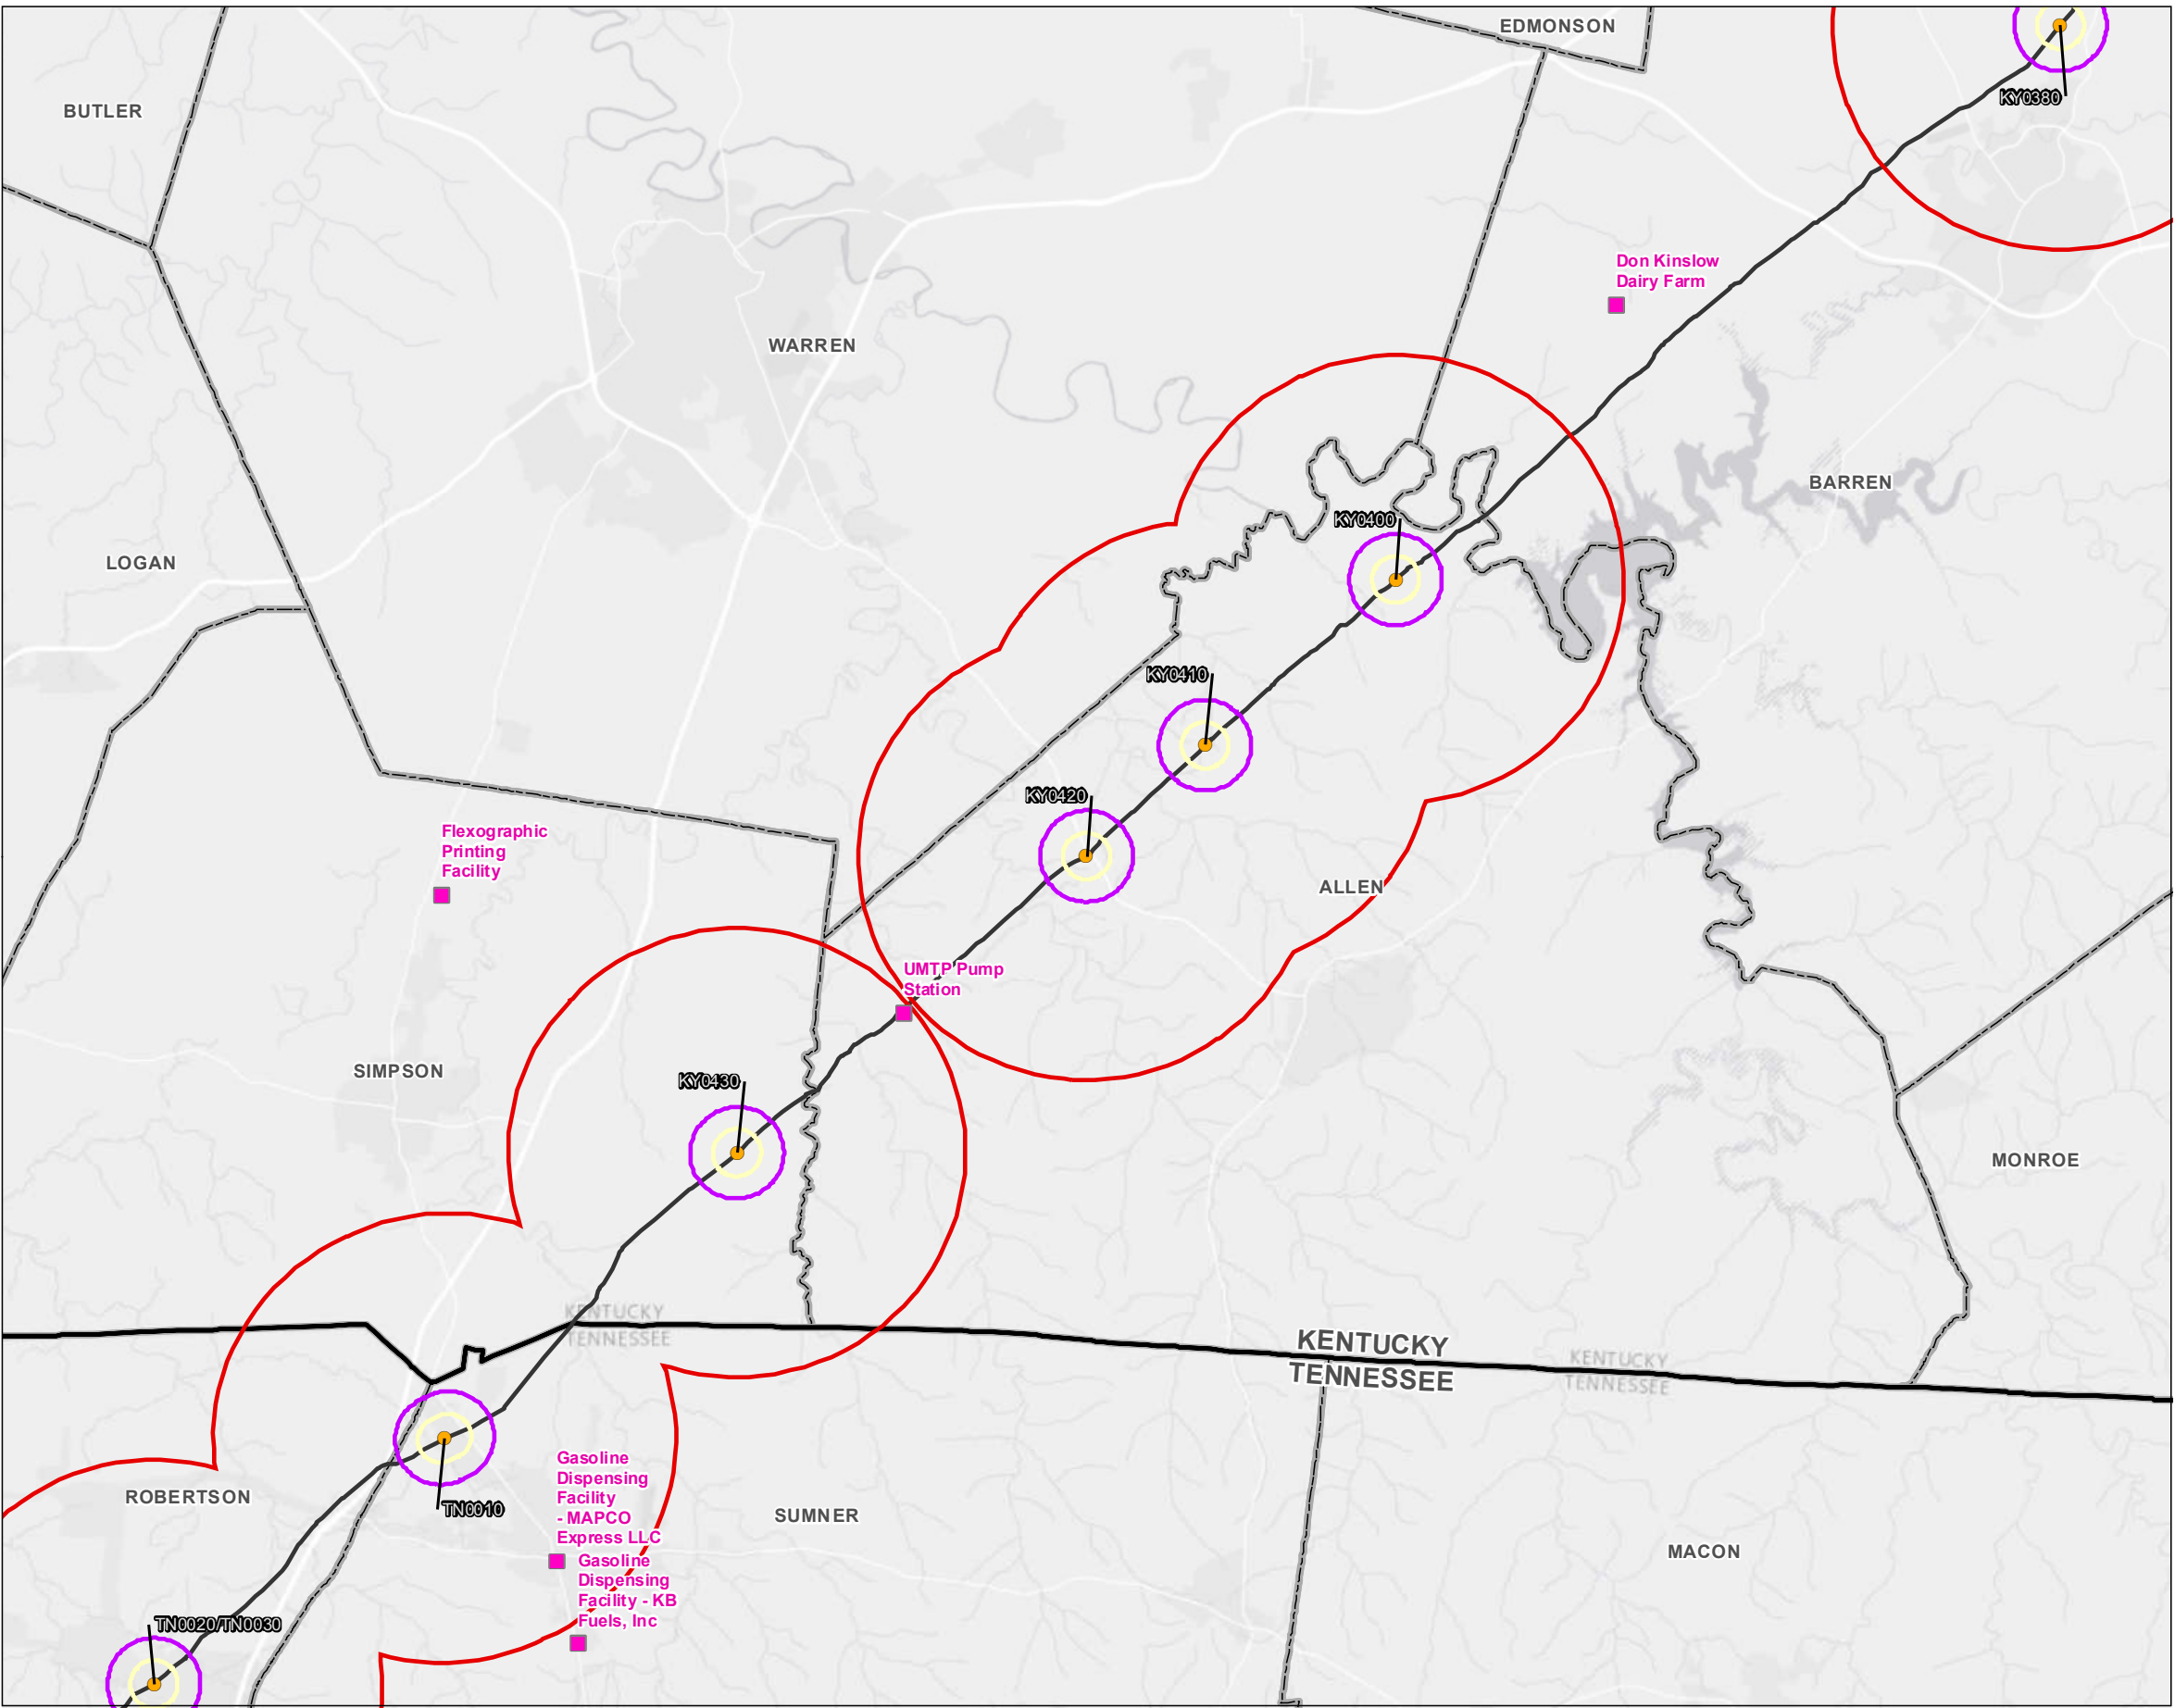 EDMONSON
KY0380
BUTLER
Don Kinslow
Dairy Farm
WARREN
BARREN
KY0400
LOGAN
KY0410
KY0420
Flexographic
Printing
Facility
ALLEN
UMTP Pump
Station
SIMPSON
KY0430
MONROE
KENTUCKY
TENNESSEE
KENTUCKY
TENNESSEE
KENTUCKY
TENNESSEE
ROBERTSON
TN0010
Gasoline
Dispensing
Facility
- MAPCO
Express LLC
SUMNER
MACON
Gasoline
Dispensing
Facility - KB
Fuels, Inc
TN0020/TN0030